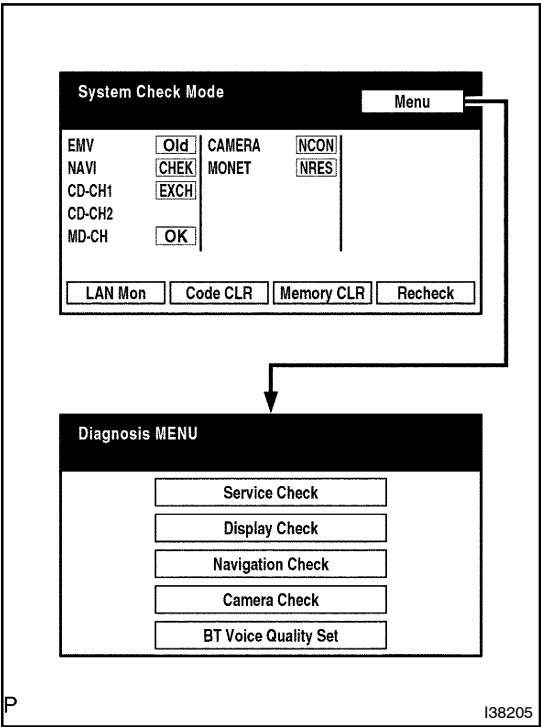 System Check Mode
Menu
EMV Old CAMERA NCON
NAVI CHEK MONET NRES
CD-CH1 EXCH
CD-CH2
MD-CH OK
LAN Mon Code CLR Memory CLR Recheck
Diagnosis MENU
Service Check
Display Check
Navigation Check
Camera Check
BT Voice Quality Set
P
I38205